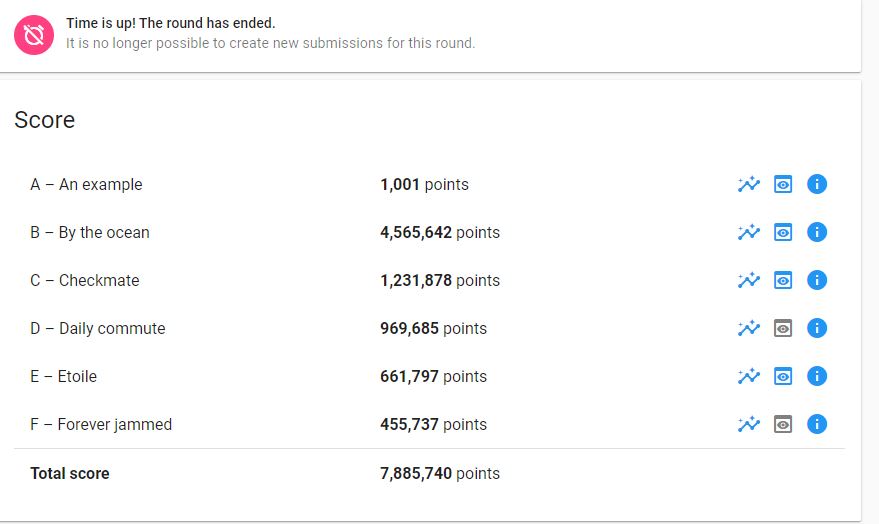 Time is up! The round has ended.
It is no longer possible to create new submissions for this round.
Score
A – An example 1,001 points
B – By the ocean 4,565,642 points
C – Checkmate 1,231,878 points
D – Daily commute 969,685 points
E – Etoile 661,797 points
F – Forever jammed 455,737 points
Total score 7,885,740 points